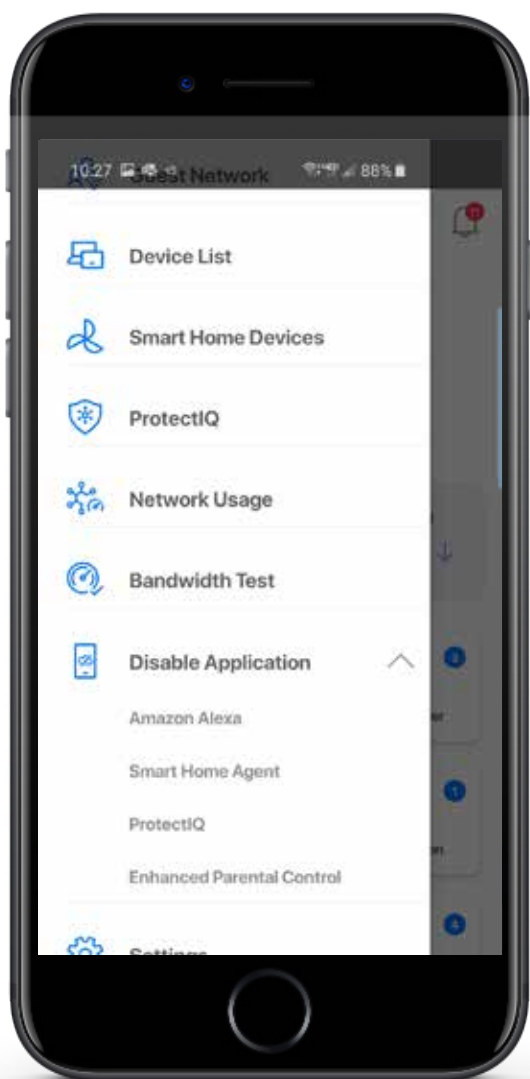 10:27 88%
Guest Network
Device List
Smart Home Devices
ProtectIQ
Network Usage
Bandwidth Test
Disable Application
Amazon Alexa
Smart Home Agent
ProtectIQ
Enhanced Parental Control
Settings